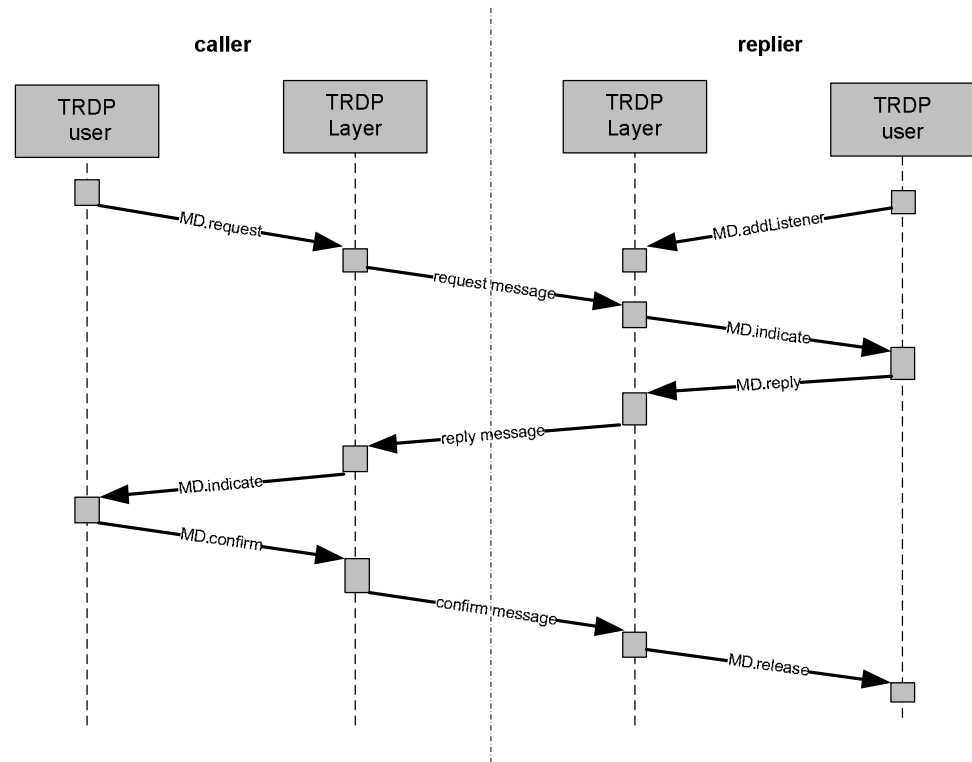 caller
replier
TRDP
user
TRDP
Layer
TRDP
Layer
TRDP
user
MD.request
MD.addListener
request message
MD.indicate
MD.reply
reply message
MD.indicate
MD.confirm
confirm message
MD.release